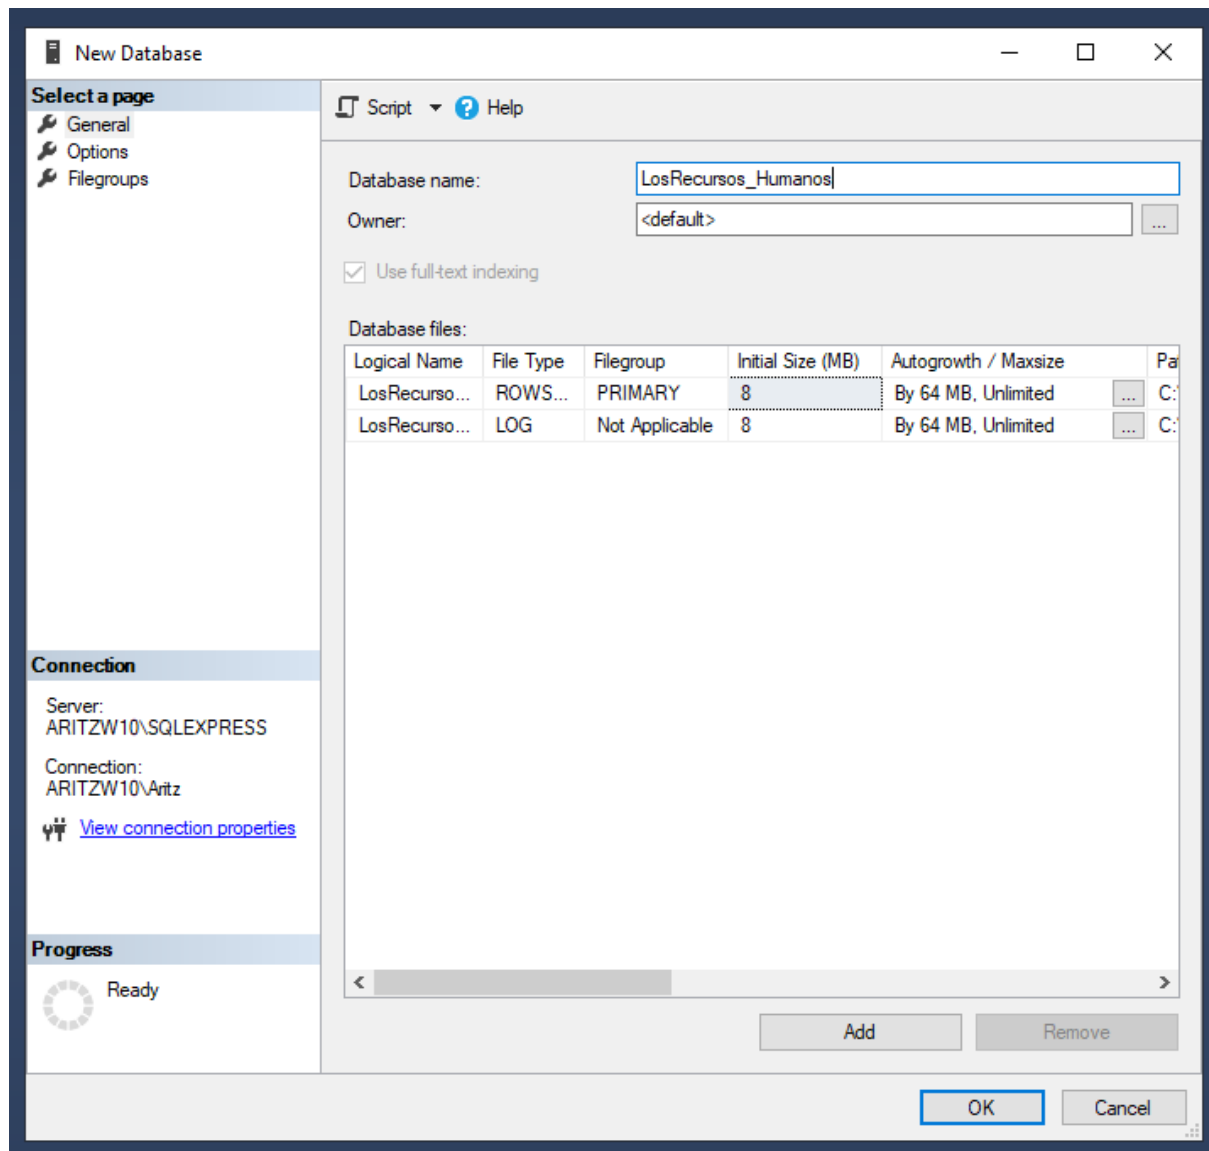 New Database
Select a page
General
Options
Filegroups
Script
Help
Database name:
LosRecursos_Humanos
Owner:
<default>
...
Use full-text indexing
Database files:
Logical Name File Type Filegroup Initial Size (MB) Autogrowth / Maxsize Pa
LosRecurso... ROWS... PRIMARY 8 By 64 MB, Unlimited ... C:\
LosRecurso... LOG Not Applicable 8 By 64 MB, Unlimited ... C:\
Connection
Server:
ARITZW10\SQLEXPRESS
Connection:
ARITZW10\Aritz
View connection properties
Progress
Ready
Add
Remove
OK
Cancel